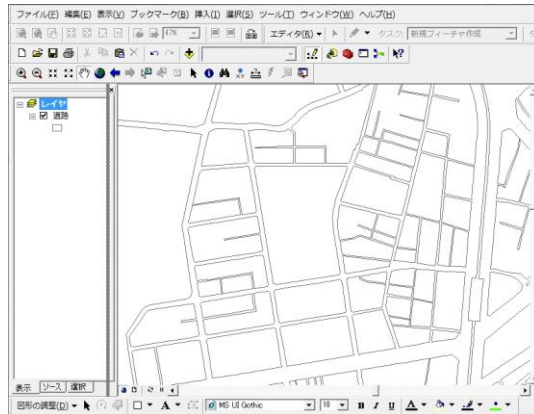 ファイル(F) 編集(E) 表示(V) ブックマーク(B) 挿入(I) 選択(S) ツール(T) ウィンドウ(W) ヘルプ(H)
47% エディタ(R) タスク: 新規フィーチャ作成
レイヤ
道路
表示 ソース 選択
図形の調整(D) A MS UI Gothic 10 B I U A